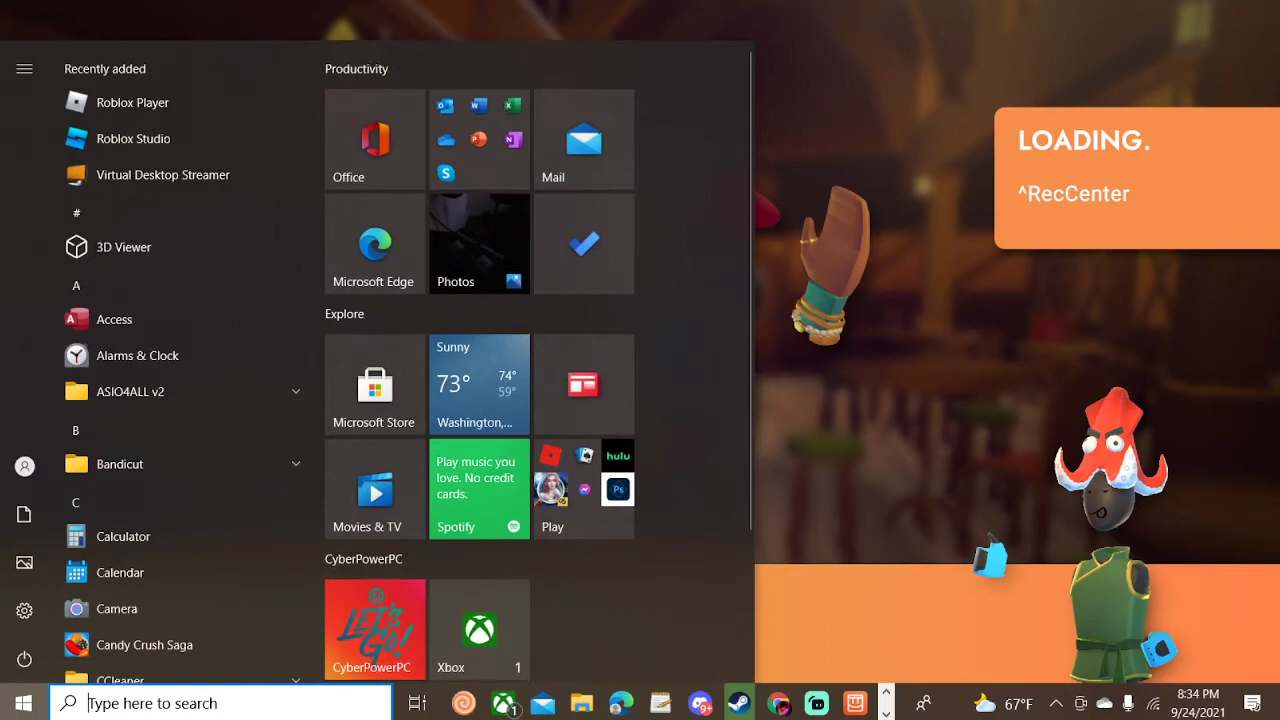 Recently added
Roblox Player
Roblox Studio
Virtual Desktop Streamer
#
3D Viewer
A
Access
Alarms & Clock
ASIO4ALL v2
B
Bandicut
C
Calculator
Calendar
Camera
Candy Crush Saga
CCleaner
Productivity
Office
Mail
Microsoft Edge
Photos
Explore
Microsoft Store
Sunny
73° 74°
59°
Washington,...
Movies & TV
Play music you
love. No credit
cards.
Spotify
hulu
Ps
Play
CyberPowerPC
LET'S
GO!
CyberPowerPC
Xbox 1
LOADING.
^RecCenter
Type here to search
1
9+
67°F
8:34 PM
9/24/2021